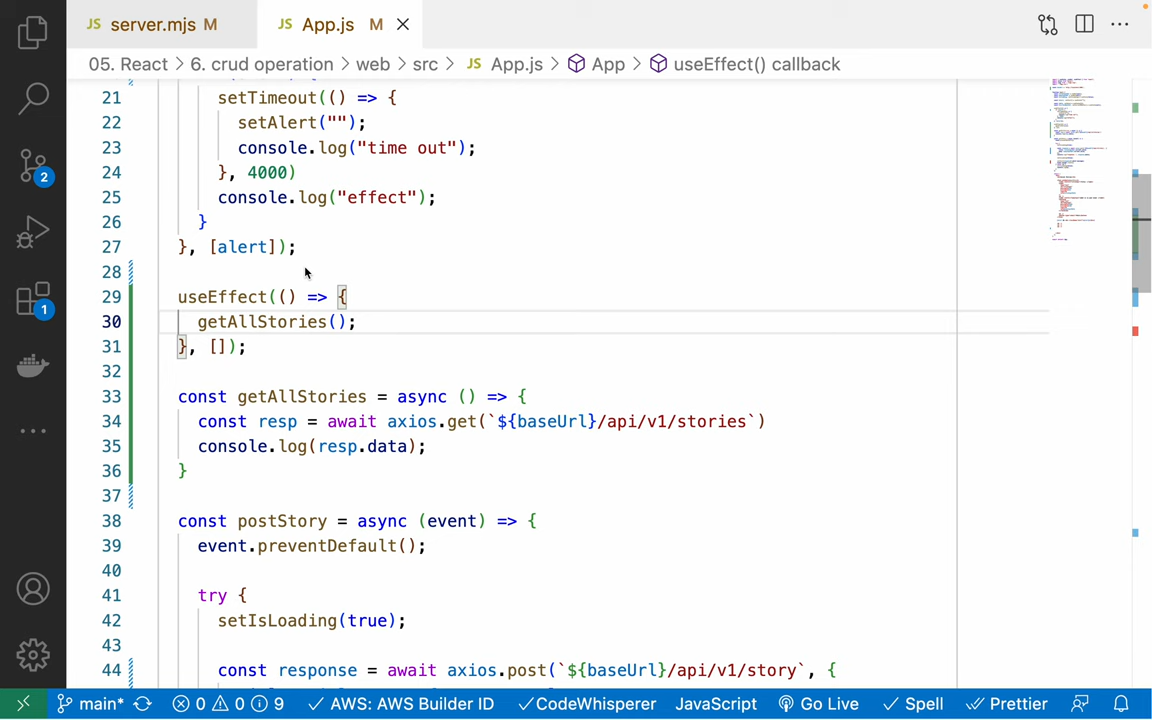 JS server.mjs M
JS App.js M
05. React > 6. crud operation > web > src > JS App.js > App > useEffect() callback
21 setTimeout(() => {
22 setAlert("");
23 console.log("time out");
24 }, 4000)
25 console.log("effect");
26 }
27 }, [alert]);
28
29 useEffect(() => {
30 getAllStories();
31 }, []);
32
33 const getAllStories = async () => {
34 const resp = await axios.get(`${baseUrl}/api/v1/stories`)
35 console.log(resp.data);
36 }
37
38 const postStory = async (event) => {
39 event.preventDefault();
40
41 try {
42 setIsLoading(true);
43
44 const response = await axios.post(`${baseUrl}/api/v1/story`, {
2
1
main* 0 0 9 AWS: AWS Builder ID CodeWhisperer JavaScript Go Live Spell Prettier